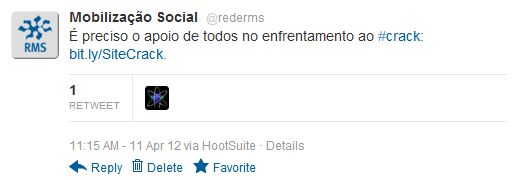 Mobilização Social @rederms
É preciso o apoio de todos no enfrentamento ao #crack:
bit.ly/SiteCrack.
RMS
1
RETWEET
11:15 AM - 11 Apr 12 via HootSuite · Details
Reply Delete Favorite